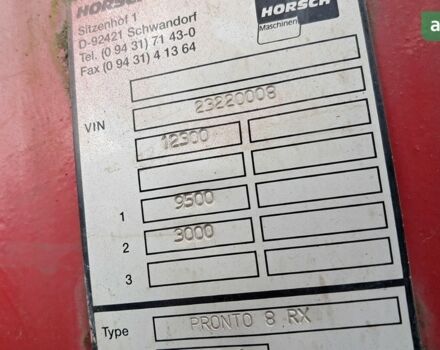 HORSCH
Sitzenhof 1
D-92421 Schwandorf
Tel. (0 94 31) 71 43-0
Fax (0 94 31) 4 13 64
HORSCH
Maschinen
VIN 23220008
12300
1 9500
2 3000
3
Type PRONTO 8 RX